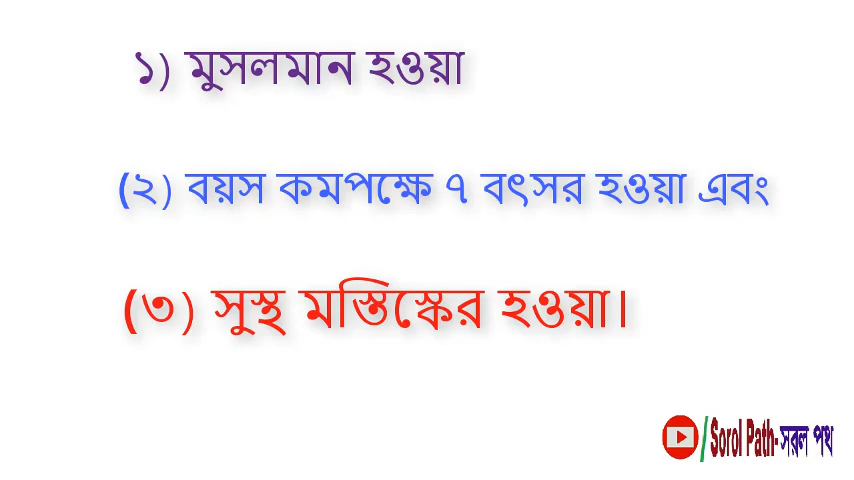 ১) মুসলমান হওয়া
(২) বয়স কমপক্ষে ৭ বৎসর হওয়া এবং
(৩) সুস্থ মস্তিস্কের হওয়া।
/Sorol Path-সরল পথ